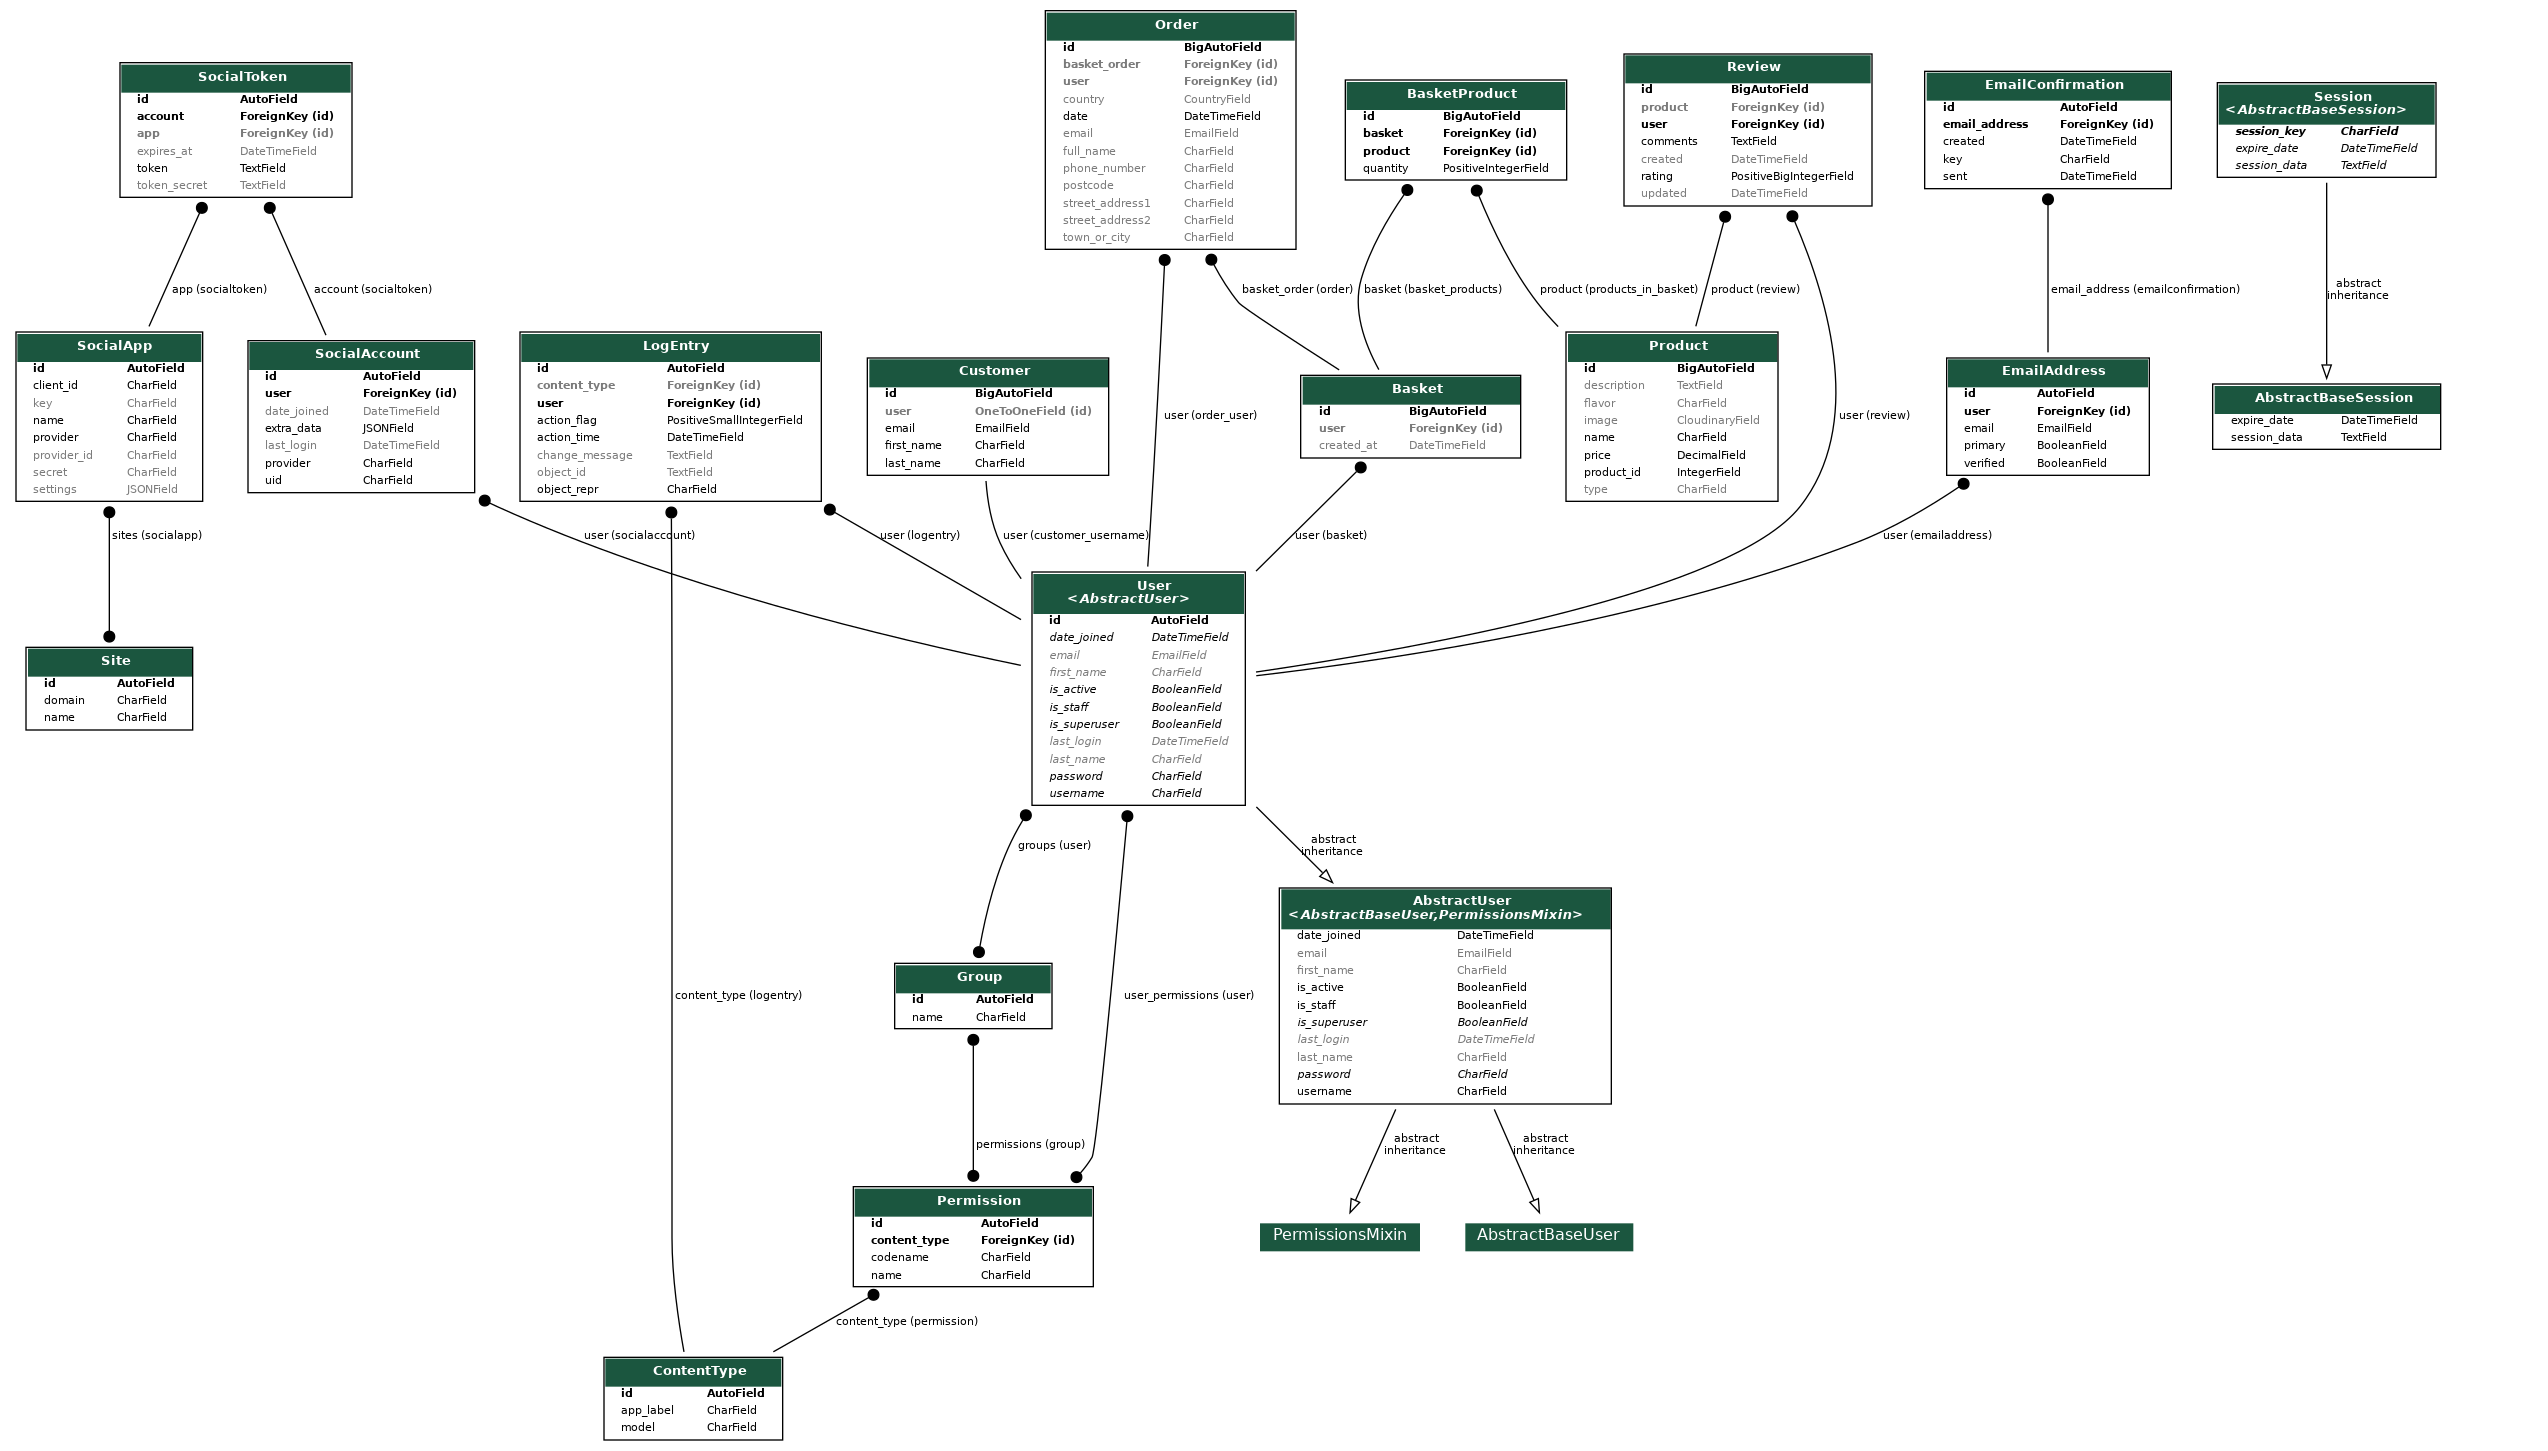 Order
id BigAutoField
basket_order ForeignKey (id)
user ForeignKey (id)
country CountryField
date DateTimeField
email EmailField
full_name CharField
phone_number CharField
postcode CharField
street_address1 CharField
street_address2 CharField
town_or_city CharField
SocialToken
id AutoField
account ForeignKey (id)
app ForeignKey (id)
expires_at DateTimeField
token TextField
token_secret TextField
BasketProduct
id BigAutoField
basket ForeignKey (id)
product ForeignKey (id)
quantity PositiveIntegerField
Review
id BigAutoField
product ForeignKey (id)
user ForeignKey (id)
comments TextField
created DateTimeField
rating PositiveBigIntegerField
updated DateTimeField
EmailConfirmation
id AutoField
email_address ForeignKey (id)
created DateTimeField
key CharField
sent DateTimeField
Session
<AbstractBaseSession>
session_key CharField
expire_date DateTimeField
session_data TextField
app (socialtoken)
account (socialtoken)
basket_order (order)
basket (basket_products)
product (products_in_basket)
product (review)
email_address (emailconfirmation)
abstract
inheritance
SocialApp
id AutoField
client_id CharField
key CharField
name CharField
provider CharField
provider_id CharField
secret CharField
settings JSONField
SocialAccount
id AutoField
user ForeignKey (id)
date_joined DateTimeField
extra_data JSONField
last_login DateTimeField
provider CharField
uid CharField
LogEntry
id AutoField
content_type ForeignKey (id)
user ForeignKey (id)
action_flag PositiveSmallIntegerField
action_time DateTimeField
change_message TextField
object_id TextField
object_repr CharField
Customer
id BigAutoField
user OneToOneField (id)
email EmailField
first_name CharField
last_name CharField
user (order_user)
Basket
id BigAutoField
user ForeignKey (id)
created_at DateTimeField
Product
id BigAutoField
description TextField
flavor CharField
image CloudinaryField
name CharField
price DecimalField
product_id IntegerField
type CharField
user (review)
EmailAddress
id AutoField
user ForeignKey (id)
email EmailField
primary BooleanField
verified BooleanField
AbstractBaseSession
expire_date DateTimeField
session_data TextField
sites (socialapp)
user (socialaccount)
user (logentry)
user (customer_username)
user (basket)
user (emailaddress)
Site
id AutoField
domain CharField
name CharField
User
<AbstractUser>
id AutoField
date_joined DateTimeField
email EmailField
first_name CharField
is_active BooleanField
is_staff BooleanField
is_superuser BooleanField
last_login DateTimeField
last_name CharField
password CharField
username CharField
groups (user)
abstract
inheritance
AbstractUser
<AbstractBaseUser,PermissionsMixin>
date_joined DateTimeField
email EmailField
first_name CharField
is_active BooleanField
is_staff BooleanField
is_superuser BooleanField
last_login DateTimeField
last_name CharField
password CharField
username CharField
Group
id AutoField
name CharField
content_type (logentry)
user_permissions (user)
permissions (group)
abstract
inheritance
abstract
inheritance
Permission
id AutoField
content_type ForeignKey (id)
codename CharField
name CharField
PermissionsMixin
AbstractBaseUser
content_type (permission)
ContentType
id AutoField
app_label CharField
model CharField